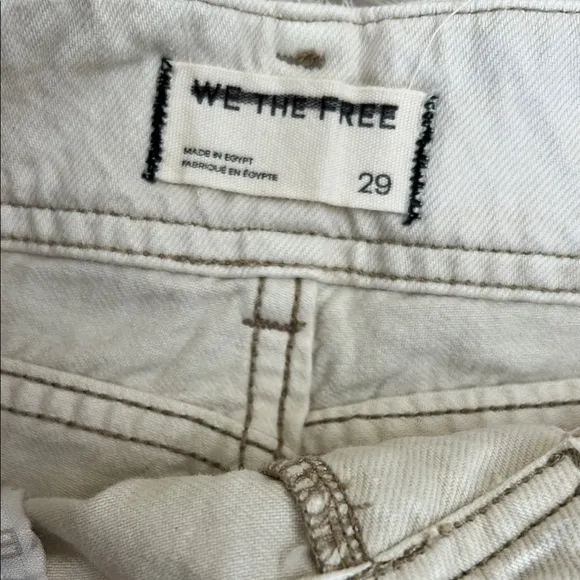 WE THE FREE
MADE IN EGYPT
FABRIQUÉ EN ÉGYPTE
29